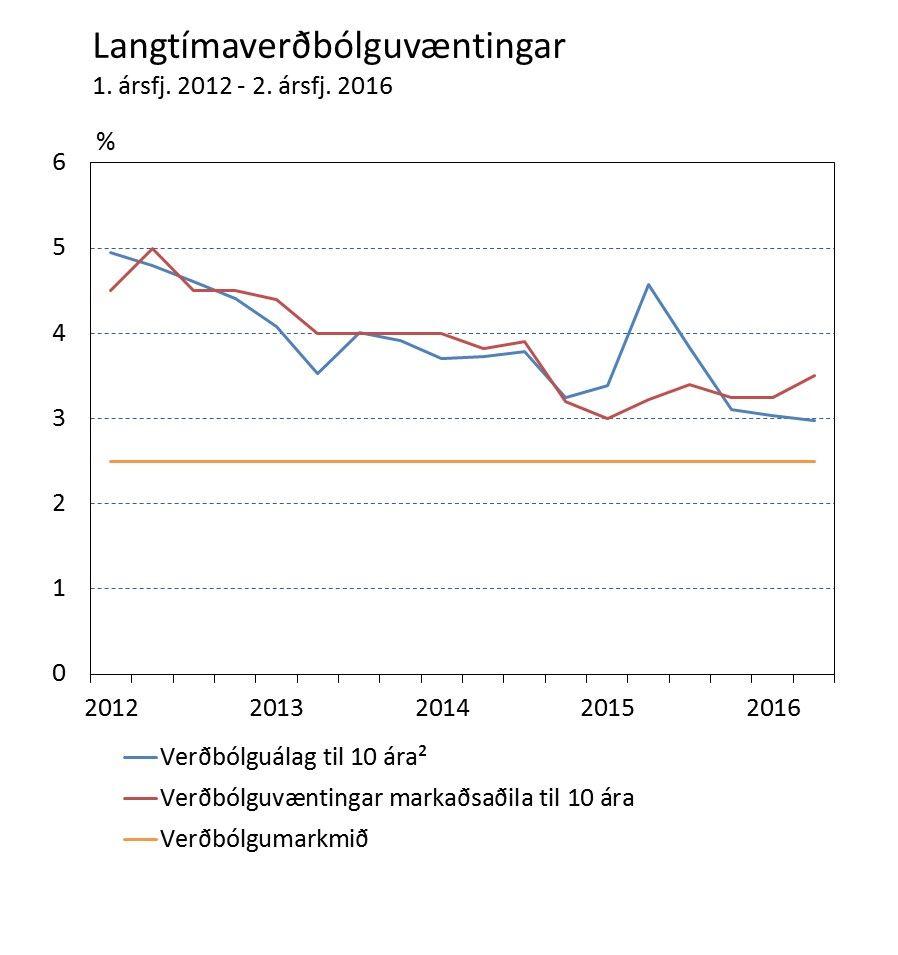 Langtímaverðbólguvæntingar
1. ársfj. 2012 - 2. ársfj. 2016
%
6
5
4
3
2
1
0
2012 2013 2014 2015 2016
Verðbólguálag til 10 ára²
Verðbólguvæntingar markaðsaðila til 10 ára
Verðbólgumarkmið